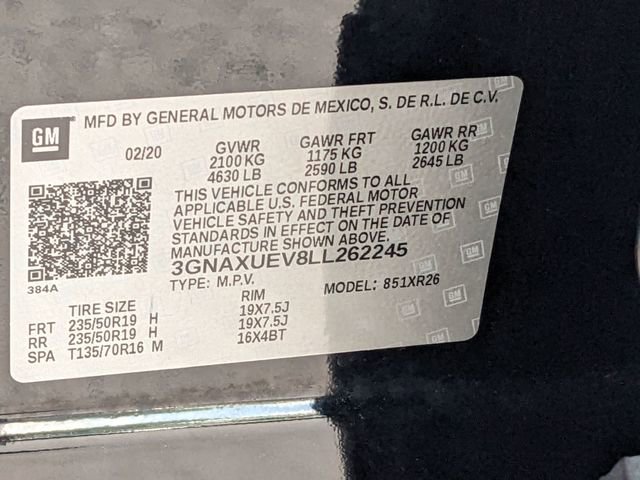 GM MFD BY GENERAL MOTORS DE MEXICO, S. DE R.L. DE C.V.
02/20 GVWR GAWR FRT GAWR RR
2100 KG 1175 KG 1200 KG
4630 LB 2590 LB 2645 LB
THIS VEHICLE CONFORMS TO ALL
APPLICABLE U.S. FEDERAL MOTOR
VEHICLE SAFETY AND THEFT PREVENTION
STANDARDS IN EFFECT ON THE DATE OF
MANUFACTURE SHOWN ABOVE.
384A
3GNAXUEV8LL262245
TYPE: M.P.V. MODEL: 851XR26
TIRE SIZE RIM
FRT 235/50R19 H 19X7.5J
RR 235/50R19 H 19X7.5J
SPA T135/70R16 M 16X4BT